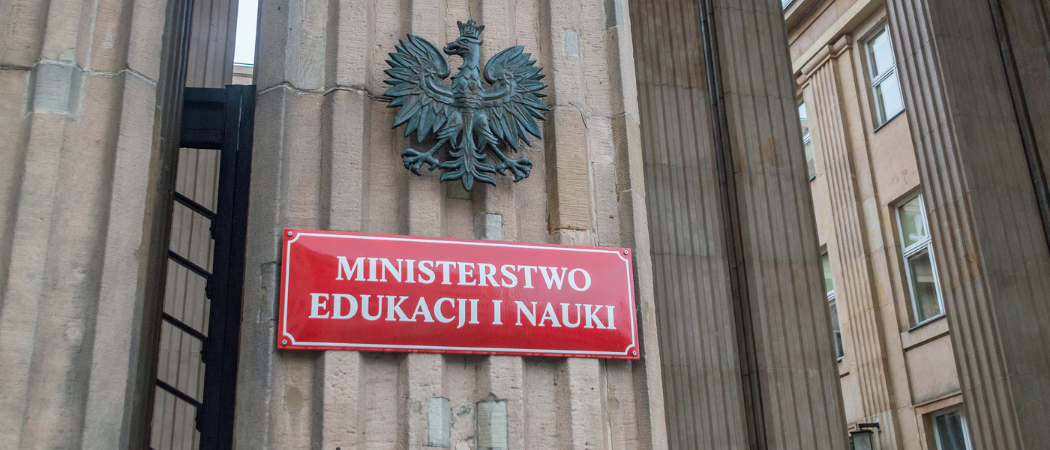 MINISTERSTWO
EDUKACJI I NAUKI